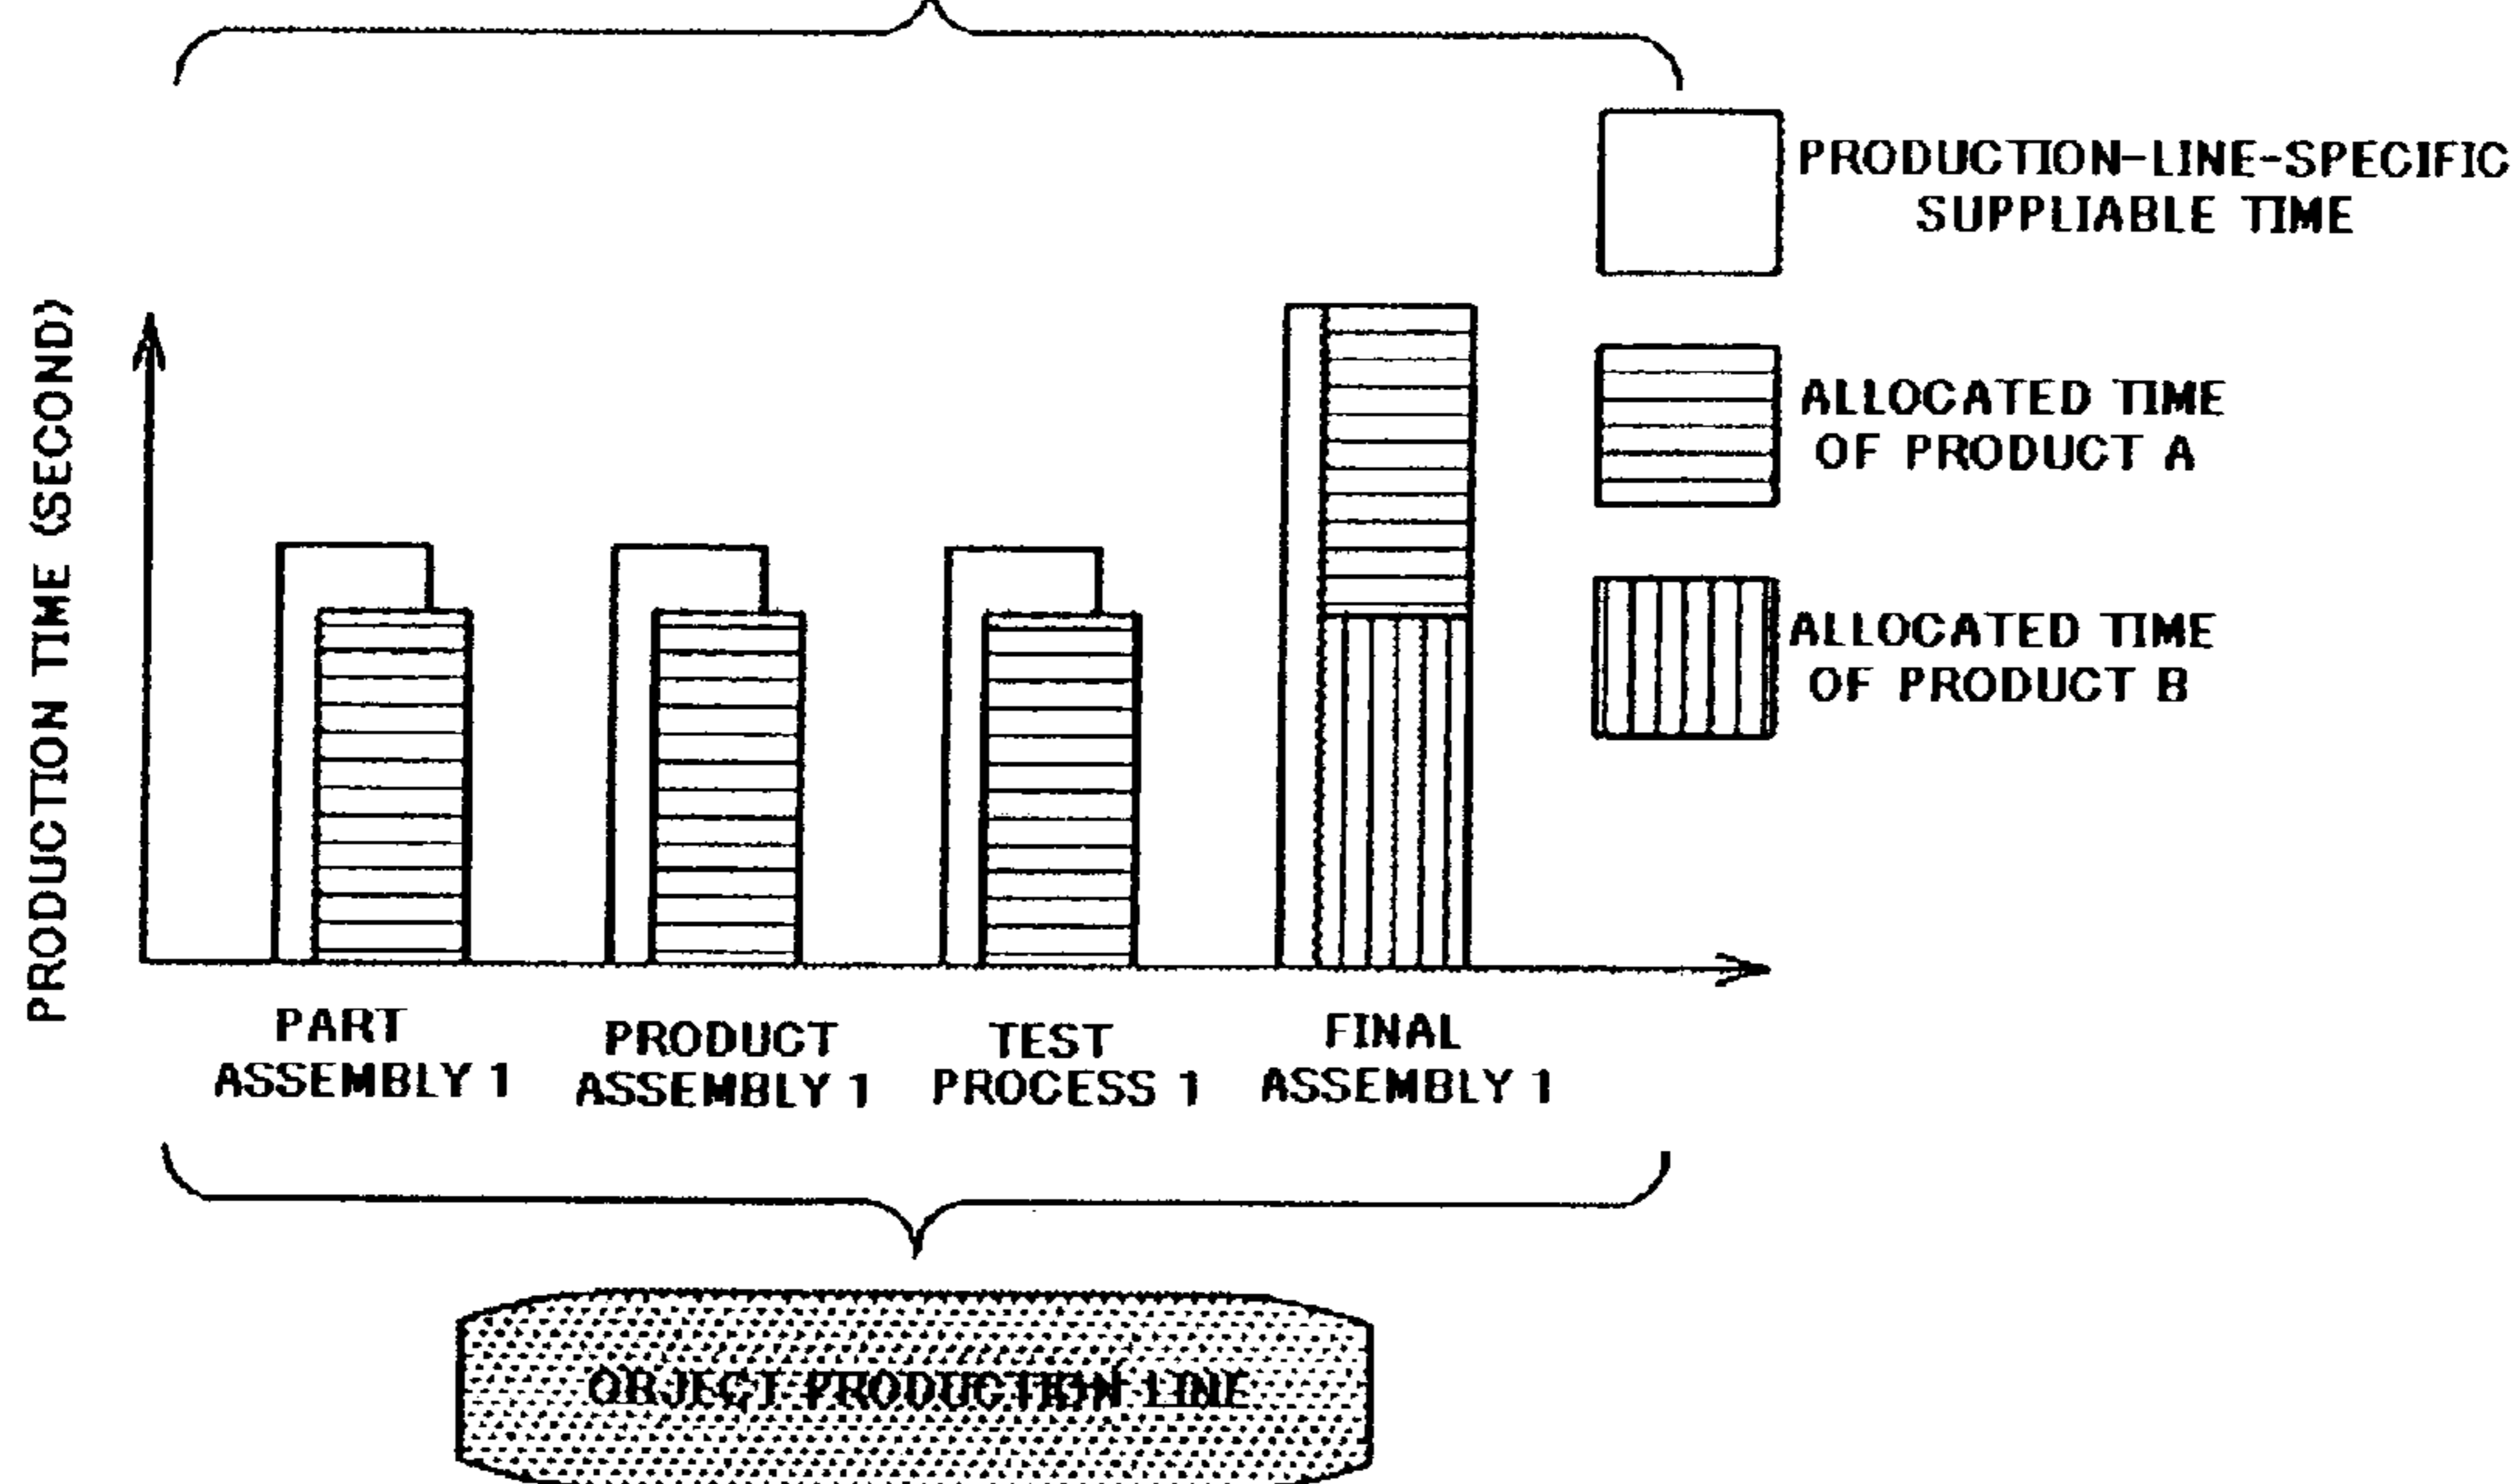 PRODUCTION-LINE-SPECIFIC
SUPPLIABLE TIME
ALLOCATED TIME
OF PRODUCT A
ALLOCATED TIME
OF PRODUCT B
PRODUCTION TIME (SECOND)
PART
ASSEMBLY 1
PRODUCT
ASSEMBLY 1
TEST
PROCESS 1
FINAL
ASSEMBLY 1
OBJECT PRODUCTION LINE